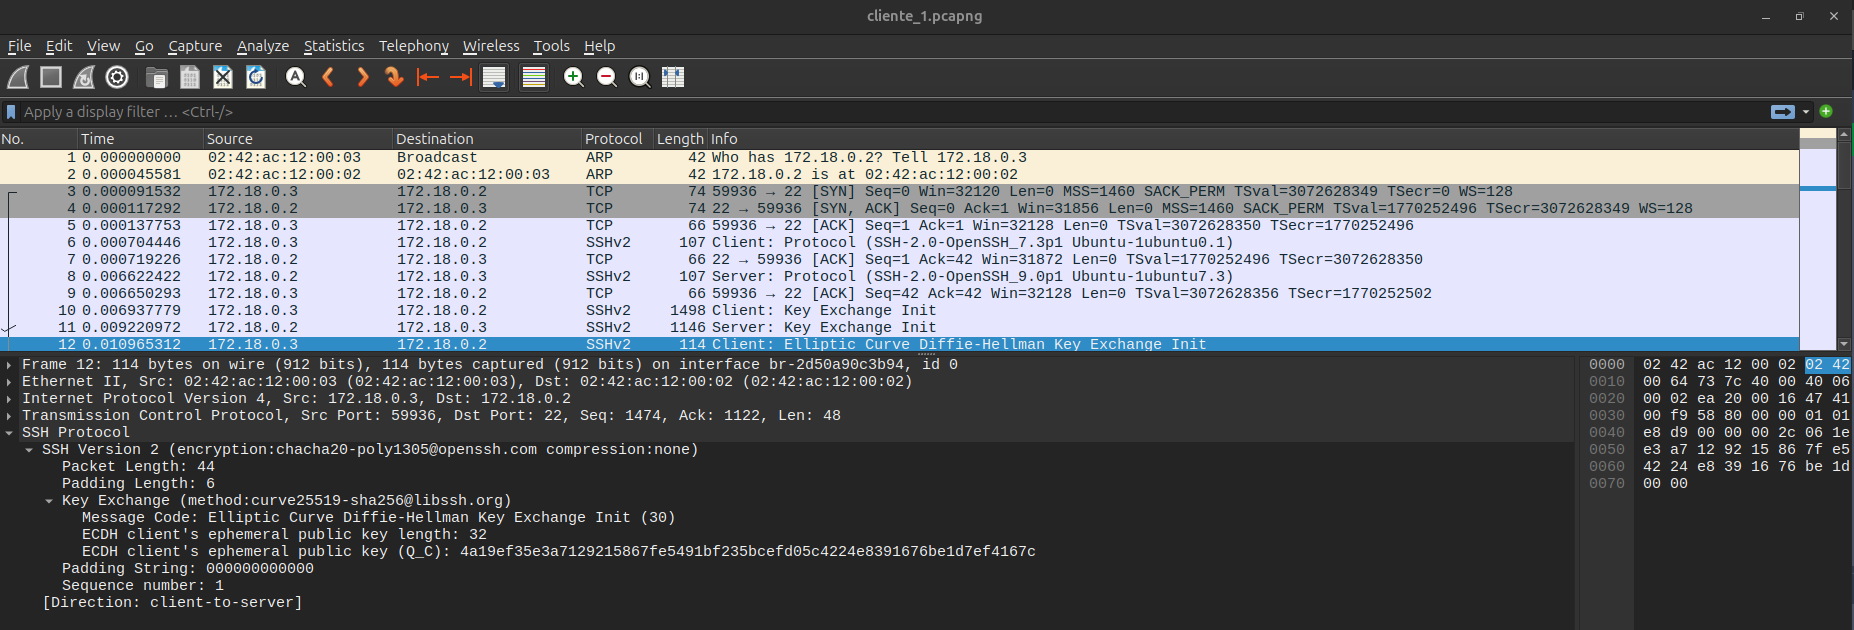 cliente_1.pcapng
File Edit View Go Capture Analyze Statistics Telephony Wireless Tools Help
Apply a display filter … <Ctrl-/>
No. Time Source Destination Protocol Length Info
1 0.000000000 02:42:ac:12:00:03 Broadcast ARP 42 Who has 172.18.0.2? Tell 172.18.0.3
2 0.000045581 02:42:ac:12:00:02 02:42:ac:12:00:03 ARP 42 172.18.0.2 is at 02:42:ac:12:00:02
3 0.000091532 172.18.0.3 172.18.0.2 TCP 74 59936 → 22 [SYN] Seq=0 Win=32120 Len=0 MSS=1460 SACK_PERM TSval=3072628349 TSecr=0 WS=128
4 0.000117292 172.18.0.2 172.18.0.3 TCP 74 22 → 59936 [SYN, ACK] Seq=0 Ack=1 Win=31856 Len=0 MSS=1460 SACK_PERM TSval=1770252496 TSecr=3072628349 WS=128
5 0.000137753 172.18.0.3 172.18.0.2 TCP 66 59936 → 22 [ACK] Seq=1 Ack=1 Win=32128 Len=0 TSval=3072628350 TSecr=1770252496
6 0.000704446 172.18.0.3 172.18.0.2 SSHv2 107 Client: Protocol (SSH-2.0-OpenSSH_7.3p1 Ubuntu-1ubuntu0.1)
7 0.000719226 172.18.0.2 172.18.0.3 TCP 66 22 → 59936 [ACK] Seq=1 Ack=42 Win=31872 Len=0 TSval=1770252496 TSecr=3072628350
8 0.006622422 172.18.0.2 172.18.0.3 SSHv2 107 Server: Protocol (SSH-2.0-OpenSSH_9.0p1 Ubuntu-1ubuntu7.3)
9 0.006650293 172.18.0.3 172.18.0.2 TCP 66 59936 → 22 [ACK] Seq=42 Ack=42 Win=32128 Len=0 TSval=3072628356 TSecr=1770252502
10 0.006937779 172.18.0.3 172.18.0.2 SSHv2 1498 Client: Key Exchange Init
11 0.009220972 172.18.0.2 172.18.0.3 SSHv2 1146 Server: Key Exchange Init
12 0.010965312 172.18.0.3 172.18.0.2 SSHv2 114 Client: Elliptic Curve Diffie-Hellman Key Exchange Init
Frame 12: 114 bytes on wire (912 bits), 114 bytes captured (912 bits) on interface br-2d50a90c3b94, id 0
Ethernet II, Src: 02:42:ac:12:00:03 (02:42:ac:12:00:03), Dst: 02:42:ac:12:00:02 (02:42:ac:12:00:02)
Internet Protocol Version 4, Src: 172.18.0.3, Dst: 172.18.0.2
Transmission Control Protocol, Src Port: 59936, Dst Port: 22, Seq: 1474, Ack: 1122, Len: 48
SSH Protocol
SSH Version 2 (encryption:chacha20-poly1305@openssh.com compression:none)
Packet Length: 44
Padding Length: 6
Key Exchange (method:curve25519-sha256@libssh.org)
Message Code: Elliptic Curve Diffie-Hellman Key Exchange Init (30)
ECDH client's ephemeral public key length: 32
ECDH client's ephemeral public key (Q_C): 4a19ef35e3a7129215867fe5491bf235bcefd05c4224e8391676be1d7ef4167c
Padding String: 000000000000
Sequence number: 1
[Direction: client-to-server]
0000 02 42 ac 12 00 02 02 42
0010 00 64 73 7c 40 00 40 06
0020 00 02 ea 20 00 16 47 41
0030 00 f9 58 80 00 00 01 01
0040 e8 d9 00 00 00 2c 06 1e
0050 e3 a7 12 92 15 86 7f e5
0060 42 24 e8 39 16 76 be 1d
0070 00 00